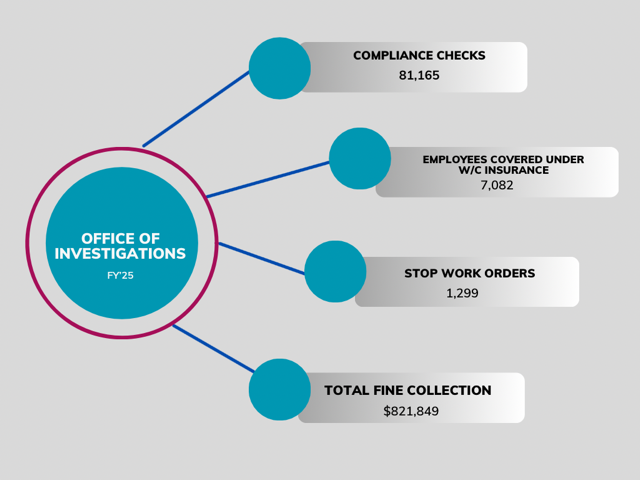 COMPLIANCE CHECKS
81,165
EMPLOYEES COVERED UNDER
W/C INSURANCE
7,082
OFFICE OF
INVESTIGATIONS
FY'25
STOP WORK ORDERS
1,299
TOTAL FINE COLLECTION
$821,849